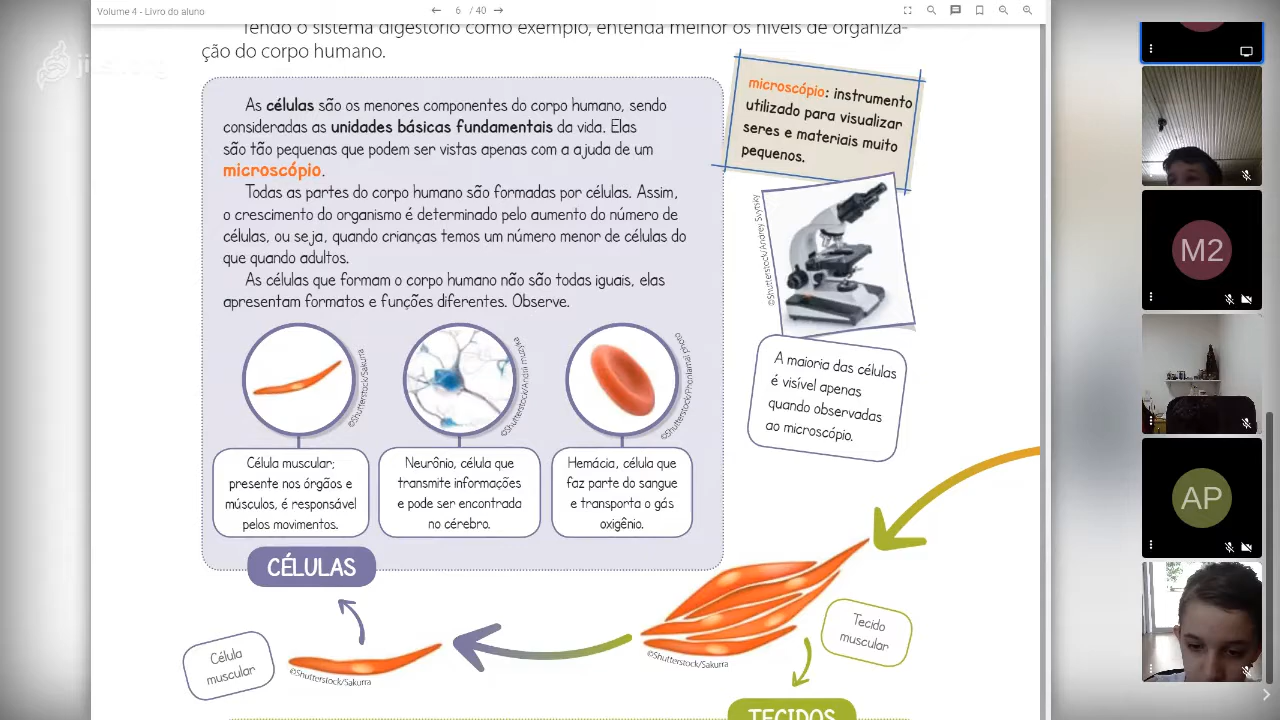 Volume 4 - Livro do aluno
6 / 40
Tendo o sistema digestório como exemplo, entenda melhor os níveis de organiza-
ção do corpo humano.
As células são os menores componentes do corpo humano, sendo
consideradas as unidades básicas fundamentais da vida. Elas
são tão pequenas que podem ser vistas apenas com a ajuda de um
microscópio.
Todas as partes do corpo humano são formadas por células. Assim,
o crescimento do organismo é determinado pelo aumento do número de
células, ou seja, quando crianças temos um número menor de células do
que quando adultos.
As células que formam o corpo humano não são todas iguais, elas
apresentam formatos e funções diferentes. Observe.
©Shutterstock/Sakurra
Célula muscular;
presente nos órgãos e
músculos, é responsável
pelos movimentos.
Neurônio, célula que
transmite informações
e pode ser encontrada
no cérebro.
Hemácia, célula que
faz parte do sangue
e transporta o gás
oxigênio.
CÉLULAS
microscópio: instrumento
utilizado para visualizar
seres e materiais muito
pequenos.
A maioria das células
é visível apenas
quando observadas
ao microscópio.
Célula
muscular
©Shutterstock/Sakurra
©Shutterstock/Sakurra
Tecido
muscular
TECIDOS
M2
AP